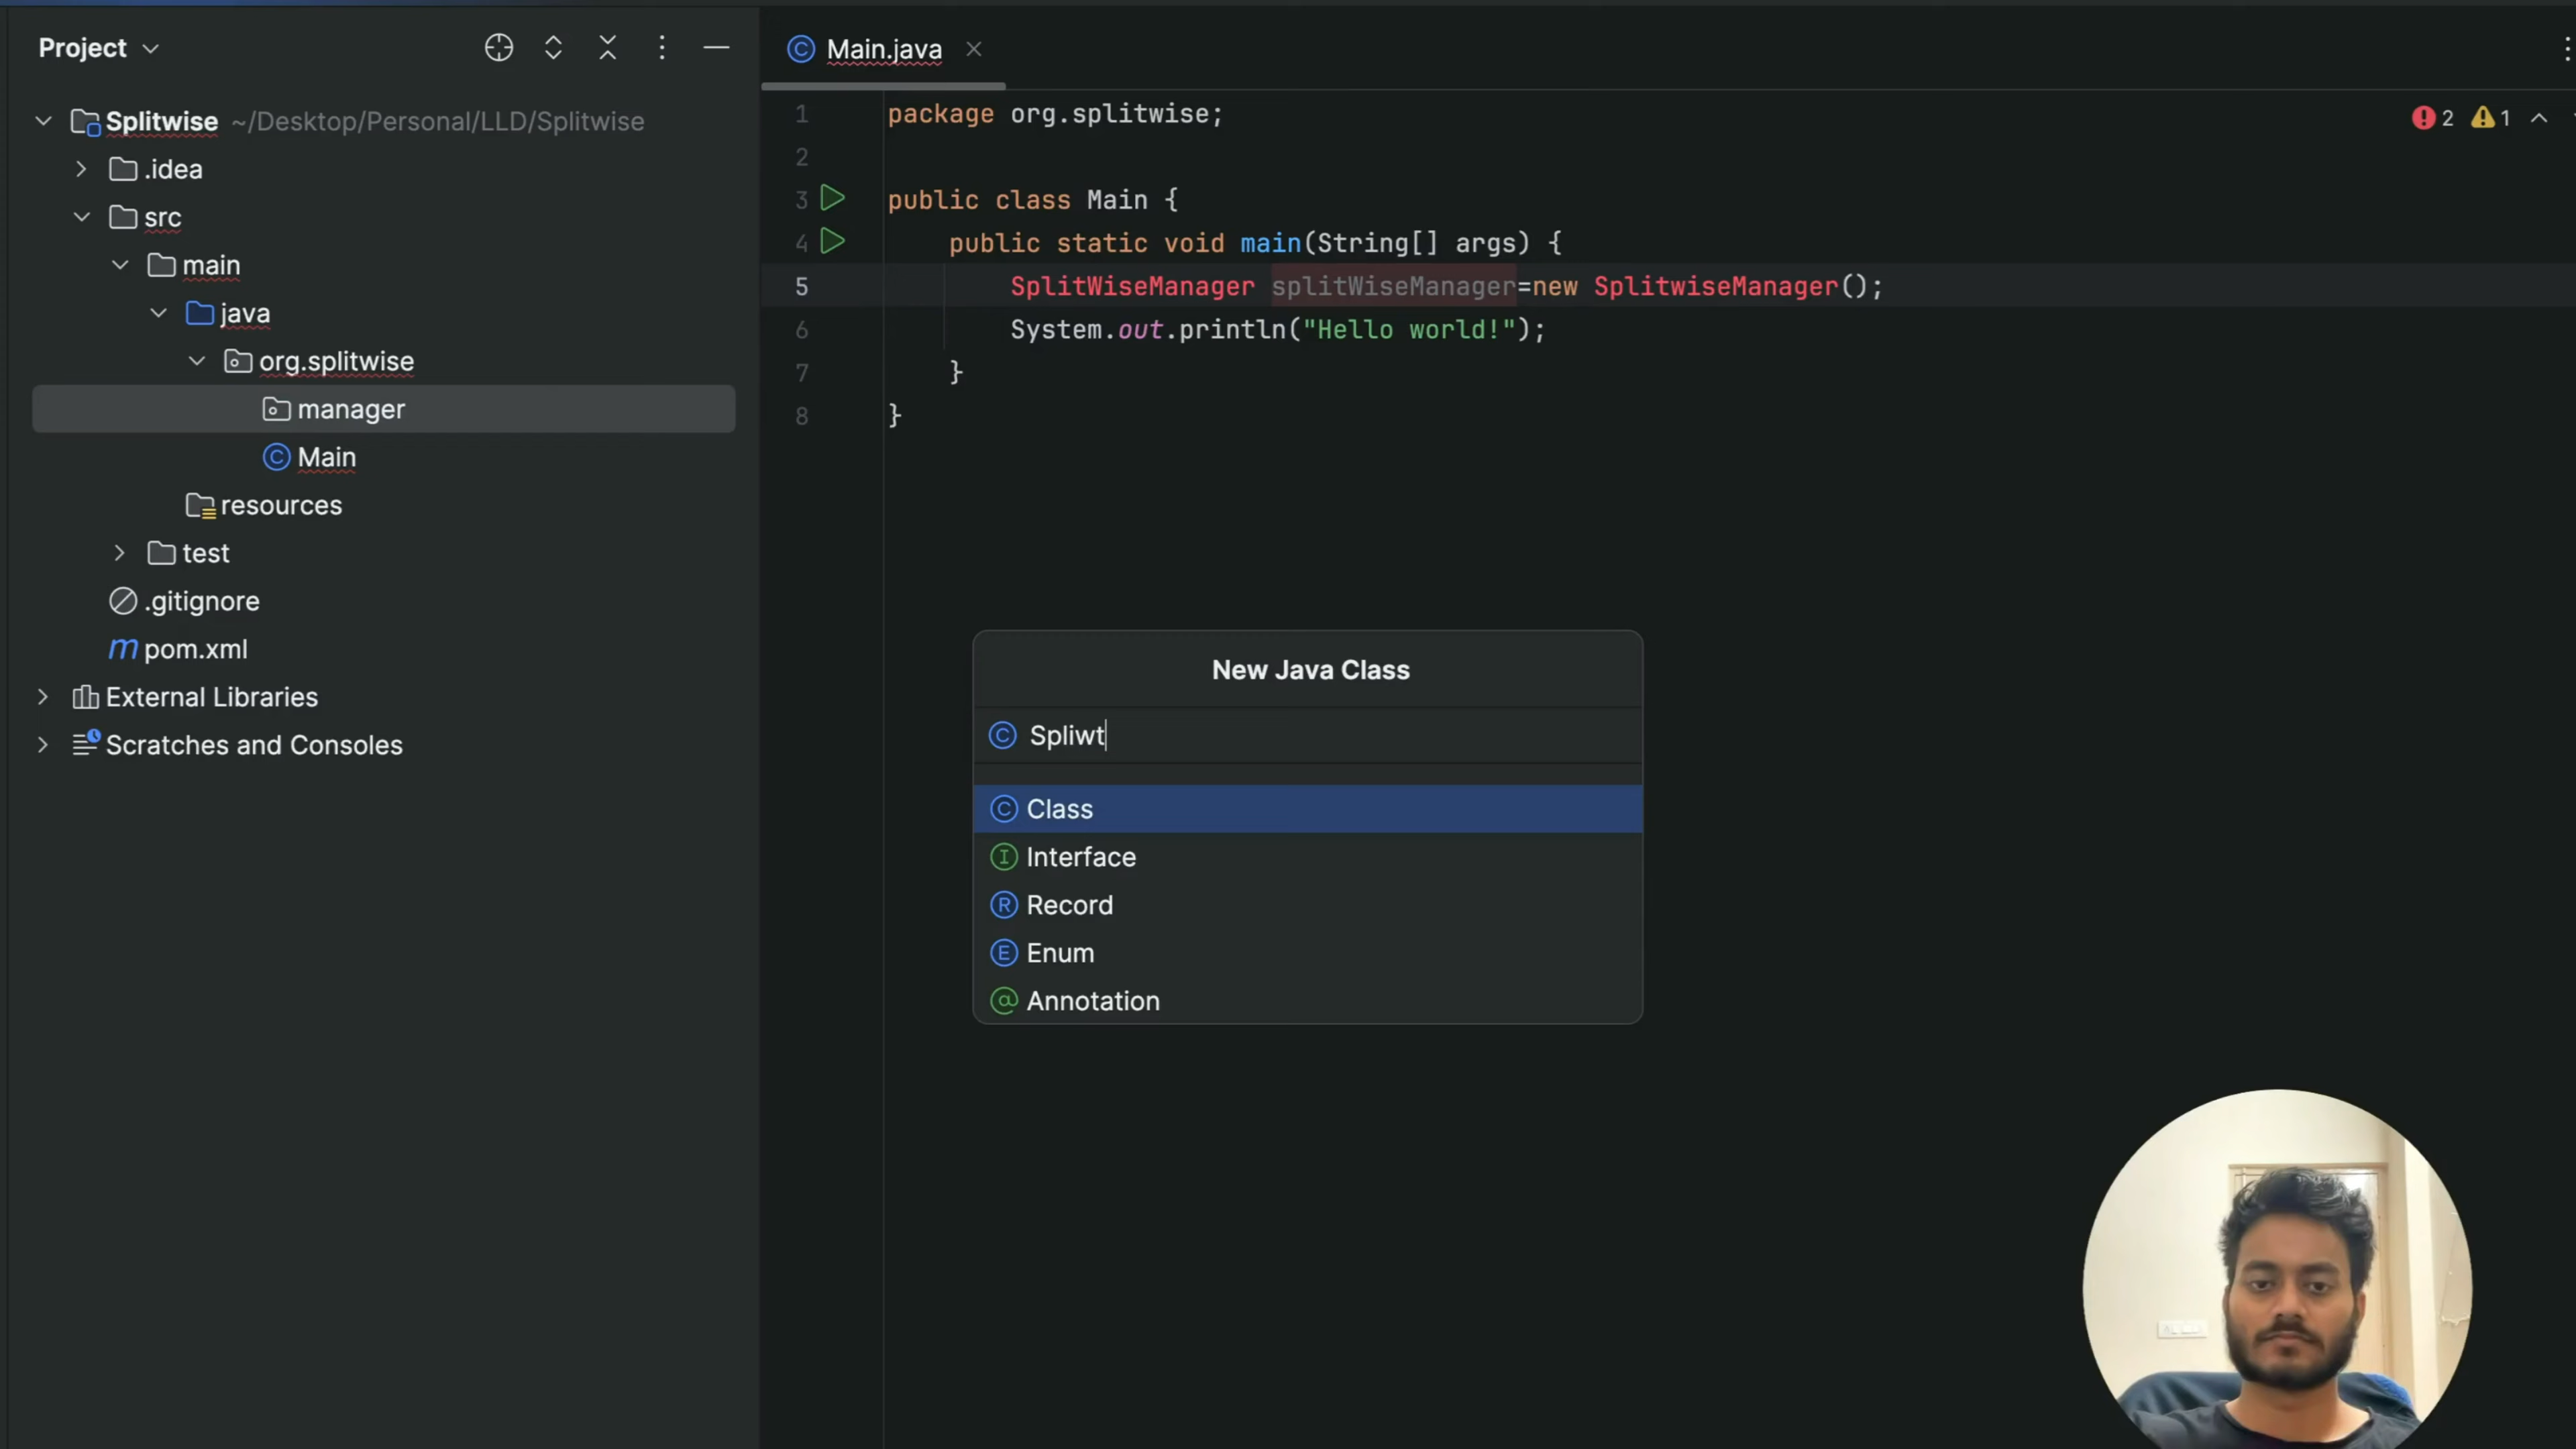 Project
Splitwise ~/Desktop/Personal/LLD/Splitwise
.idea
src
main
java
org.splitwise
manager
Main
resources
test
.gitignore
pom.xml
External Libraries
Scratches and Consoles
Main.java
2 1
1 package org.splitwise;
2
3 public class Main {
4 public static void main(String[] args) {
5 SplitWiseManager splitWiseManager=new SplitwiseManager();
6 System.out.println("Hello world!");
7 }
8 }
New Java Class
Spliwt
Class
Interface
Record
Enum
Annotation